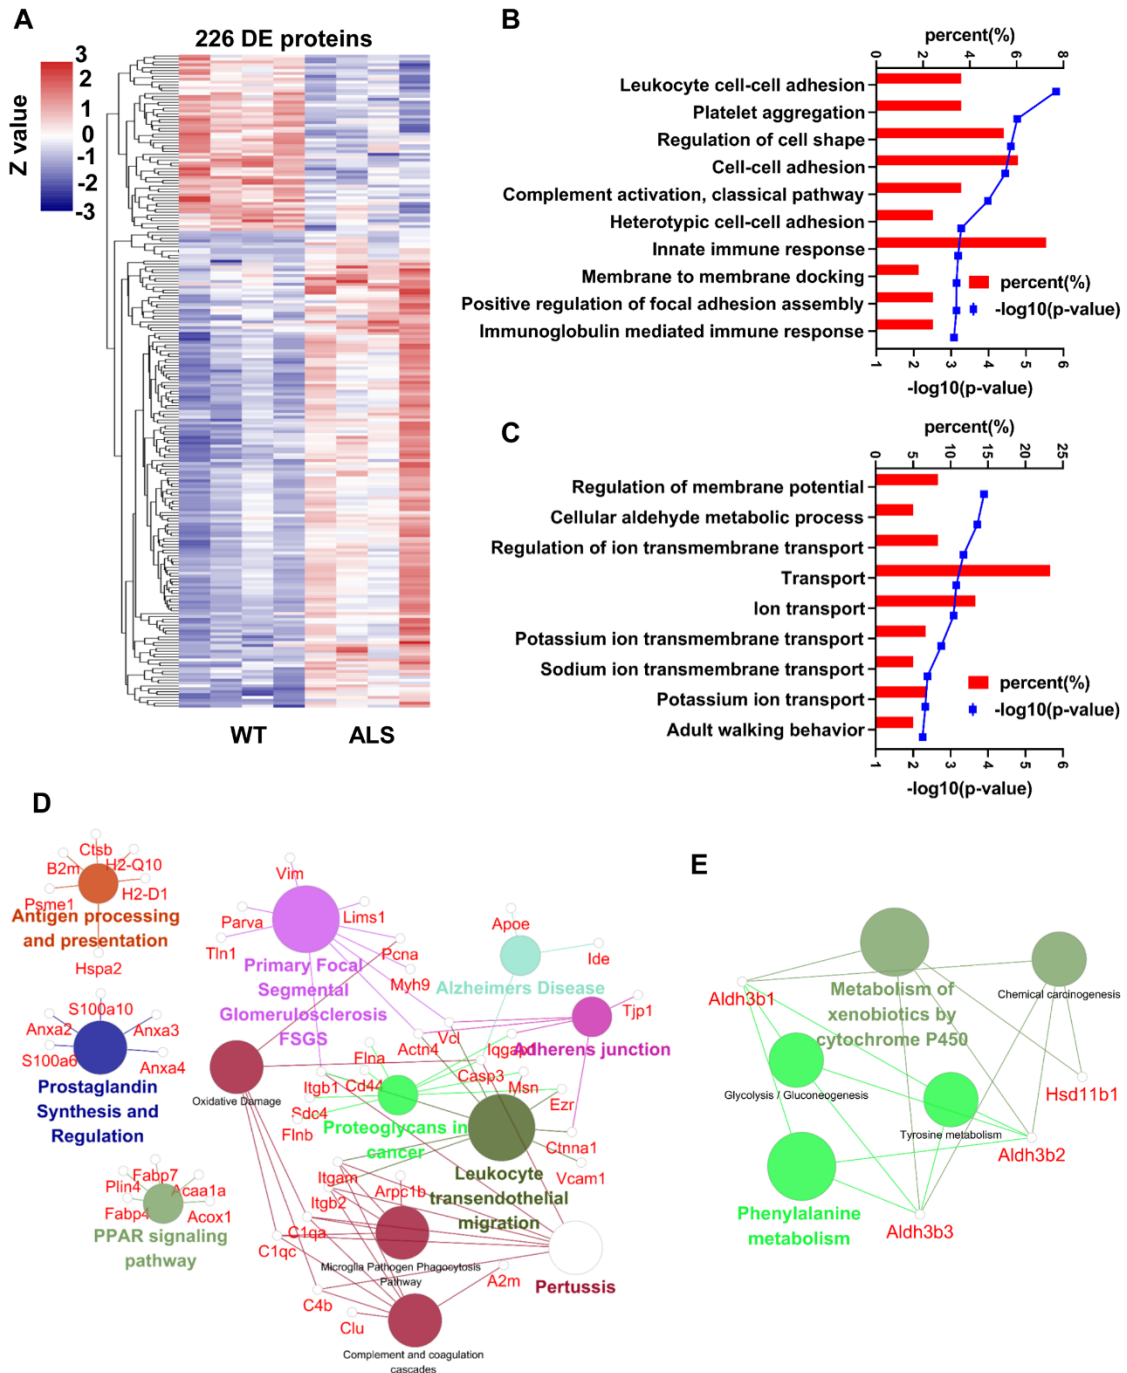 A
226 DE proteins
Z value
3
2
1
0
-1
-2
-3
WT
ALS
B
percent(%)
0
2
4
6
8
Leukocyte cell-cell adhesion
Platelet aggregation
Regulation of cell shape
Cell-cell adhesion
Complement activation, classical pathway
Heterotypic cell-cell adhesion
Innate immune response
Membrane to membrane docking
Positive regulation of focal adhesion assembly
Immunoglobulin mediated immune response
percent(%)
-log10(p-value)
1
2
3
4
5
6
-log10(p-value)
C
percent(%)
0
5
10
15
20
25
Regulation of membrane potential
Cellular aldehyde metabolic process
Regulation of ion transmembrane transport
Transport
Ion transport
Potassium ion transmembrane transport
Sodium ion transmembrane transport
Potassium ion transport
Adult walking behavior
percent(%)
-log10(p-value)
1
2
3
4
5
6
-log10(p-value)
D
Ctsb
B2m
H2-Q10
Psme1
H2-D1
Antigen processing
and presentation
Hspa2
S100a10
Anxa2
Anxa3
S100a6
Anxa4
Prostaglandin
Synthesis and
Regulation
Fabp7
Plin4
Acaa1a
Fabp4
Acox1
PPAR signaling
pathway
Vim
Parva
Lims1
Tln1
Pcna
Myh9
Primary Focal
Segmental
Glomerulosclerosis
FSGS
Apoe
Ide
Alzheimers Disease
Tjp1
Adherens junction
Vcl
Actn4
Iqgap1
Flna
Casp3
Itgb1
Cd44
Msn
Ezr
Sdc4
Flnb
Oxidative Damage
Proteoglycans in
cancer
Ctnna1
Vcam1
Leukocyte
transendothelial
migration
Itgam
Arpc1b
Itgb2
C1qa
C1qc
Microglia Pathogen Phagocytosis
Pathway
Pertussis
A2m
C4b
Clu
Complement and coagulation
cascades
E
Aldh3b1
Metabolism of
xenobiotics by
cytochrome P450
Chemical carcinogenesis
Glycolysis / Gluconeogenesis
Hsd11b1
Tyrosine metabolism
Aldh3b2
Phenylalanine
metabolism
Aldh3b3